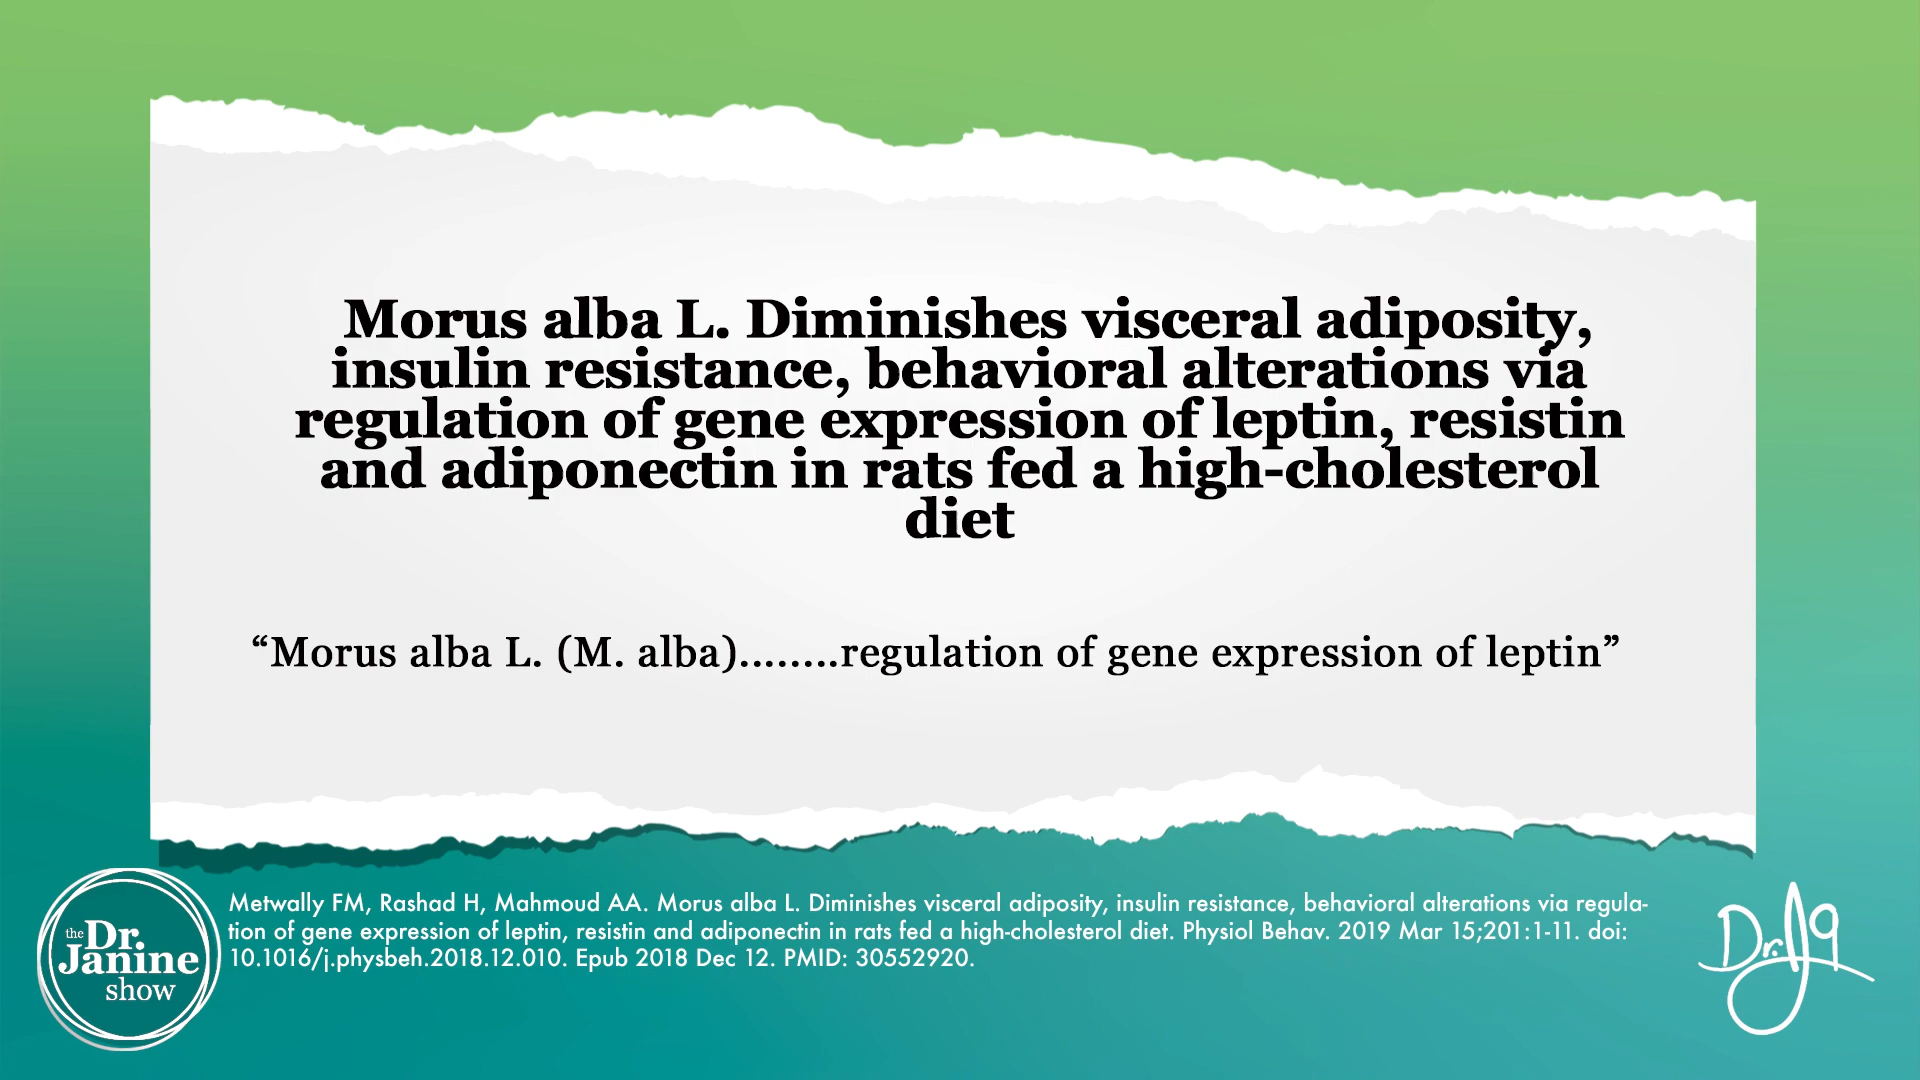 Morus alba L. Diminishes visceral adiposity,
insulin resistance, behavioral alterations via
regulation of gene expression of leptin, resistin
and adiponectin in rats fed a high-cholesterol
diet
“Morus alba L. (M. alba)........regulation of gene expression of leptin”
Metwally FM, Rashad H, Mahmoud AA. Morus alba L. Diminishes visceral adiposity, insulin resistance, behavioral alterations via regula-
tion of gene expression of leptin, resistin and adiponectin in rats fed a high-cholesterol diet. Physiol Behav. 2019 Mar 15;201:1-11. doi:
10.1016/j.physbeh.2018.12.010. Epub 2018 Dec 12. PMID: 30552920.
the Dr.
Janine
show
Dr. J9